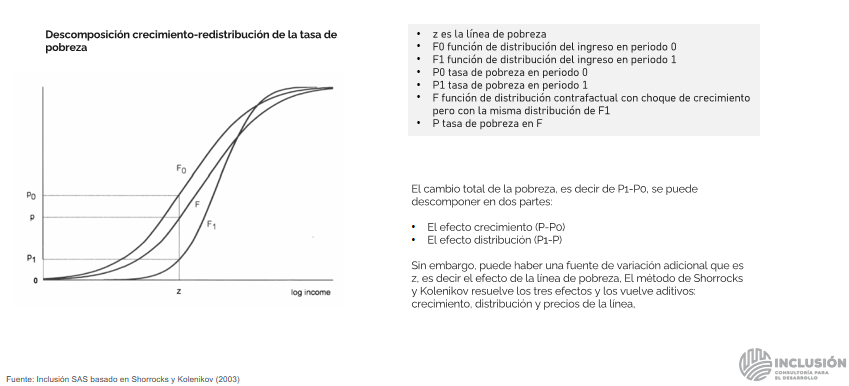 Descomposición crecimiento-redistribución de la tasa de
pobreza
F0
F
F1
P0
P
P1
0
z
log income
• z es la línea de pobreza
• F0 función de distribución del ingreso en periodo 0
• F1 función de distribución del ingreso en periodo 1
• P0 tasa de pobreza en periodo 0
• P1 tasa de pobreza en periodo 1
• F función de distribución contrafactual con choque de crecimiento
pero con la misma distribución de F1
• P tasa de pobreza en F
El cambio total de la pobreza, es decir de P1-P0, se puede
descomponer en dos partes:
• El efecto crecimiento (P-P0)
• El efecto distribución (P1-P)
Sin embargo, puede haber una fuente de variación adicional que es
z, es decir el efecto de la línea de pobreza, El método de Shorrocks
y Kolenikov resuelve los tres efectos y los vuelve aditivos:
crecimiento, distribución y precios de la línea,
Fuente: Inclusión SAS basado en Shorrocks y Kolenikov (2003)
INCLUSIÓN
CONSULTORÍA PARA
EL DESARROLLO